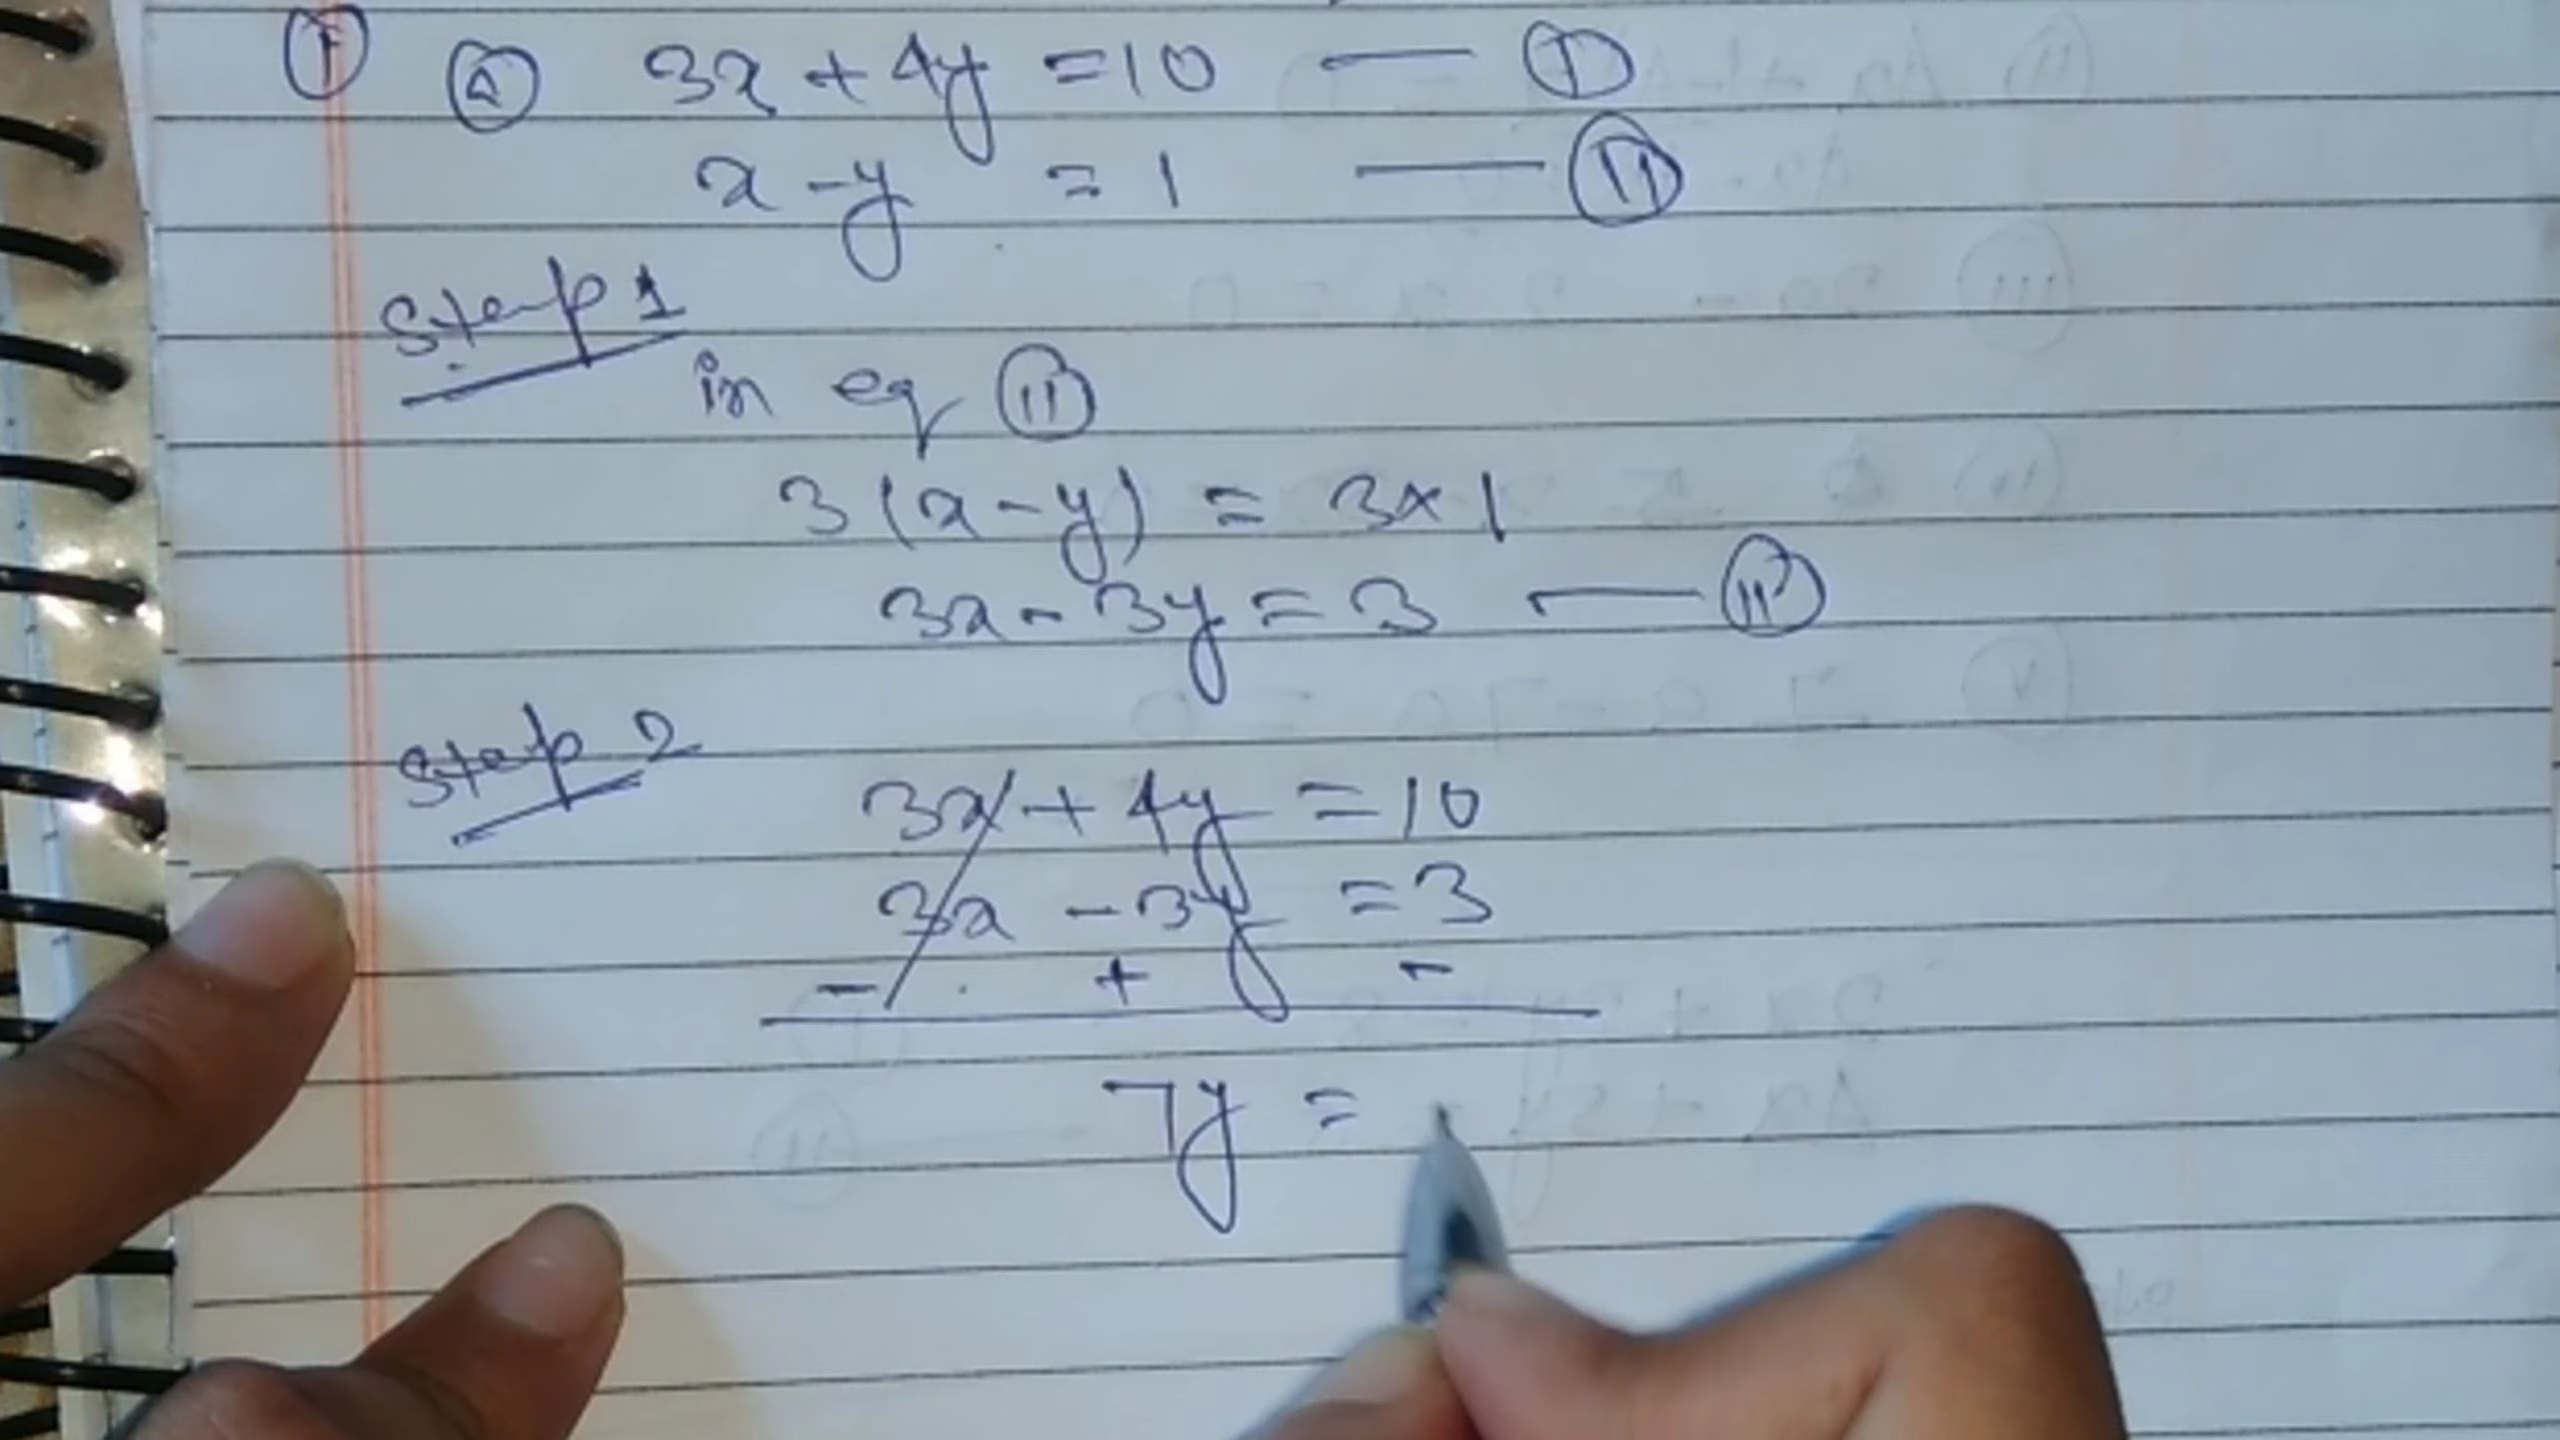 ① ⓐ 3x + 4y = 10 — Ⓘ
x - y = 1 — ⓘⓘ
Step 1
in eq ⓘⓘ
3(x - y) = 3×1
3x - 3y = 3 — ⓘⓘ
Step 2
3x + 4y = 10
3x - 3y = 3
- + -
7y =